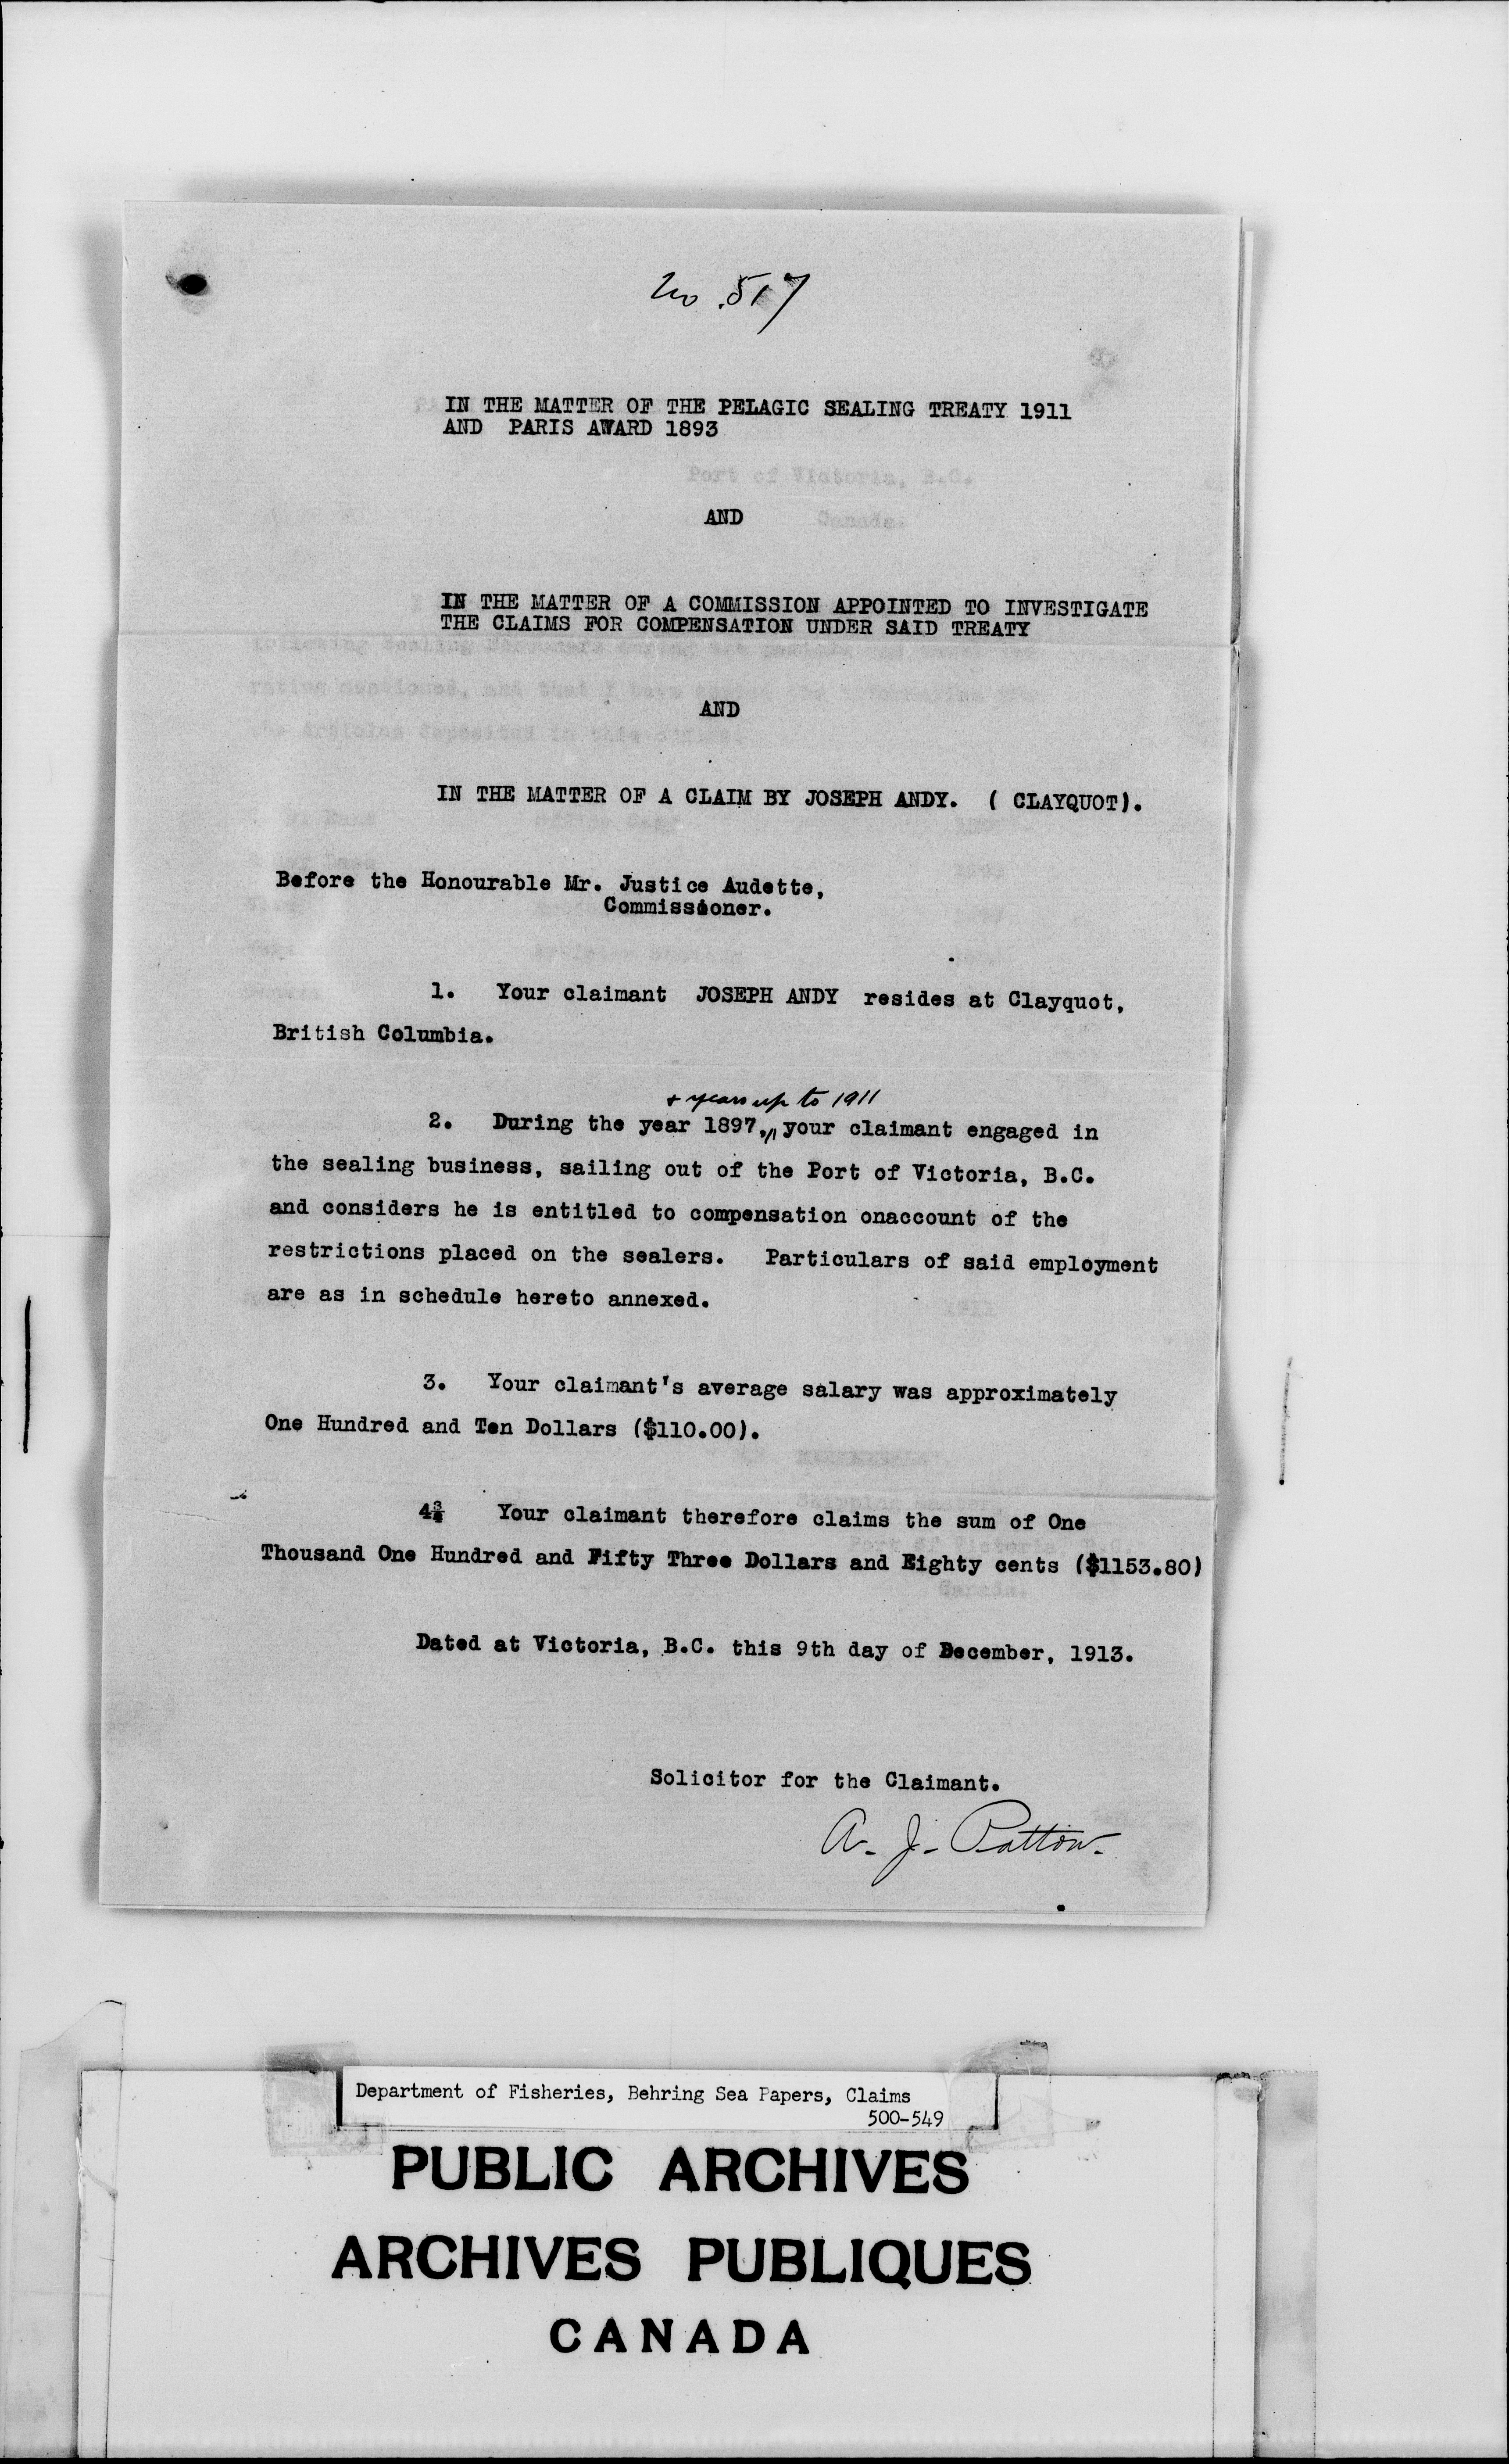 No. 517
IN THE MATTER OF THE PELAGIC SEALING TREATY 1911
AND PARIS AWARD 1893
AND
IN THE MATTER OF A COMMISSION APPOINTED TO INVESTIGATE
THE CLAIMS FOR COMPENSATION UNDER SAID TREATY
AND
IN THE MATTER OF A CLAIM BY JOSEPH ANDY. ( CLAYQUOT).
Before the Honourable Mr. Justice Audette,
Commissioner.
1. Your claimant JOSEPH ANDY resides at Clayquot,
British Columbia.
+ years up to 1911
2. During the year 1897, your claimant engaged in
the sealing business, sailing out of the Port of Victoria, B.C.
and considers he is entitled to compensation onaccount of the
restrictions placed on the sealers. Particulars of said employment
are as in schedule hereto annexed.
3. Your claimant's average salary was approximately
One Hundred and Ten Dollars ($110.00).
4¾ Your claimant therefore claims the sum of One
Thousand One Hundred and Fifty Three Dollars and Eighty cents ($1153.80)
Dated at Victoria, B.C. this 9th day of December, 1913.
Solicitor for the Claimant.
A. J. Patton.
Department of Fisheries, Behring Sea Papers, Claims
500-549
PUBLIC ARCHIVES
ARCHIVES PUBLIQUES
CANADA